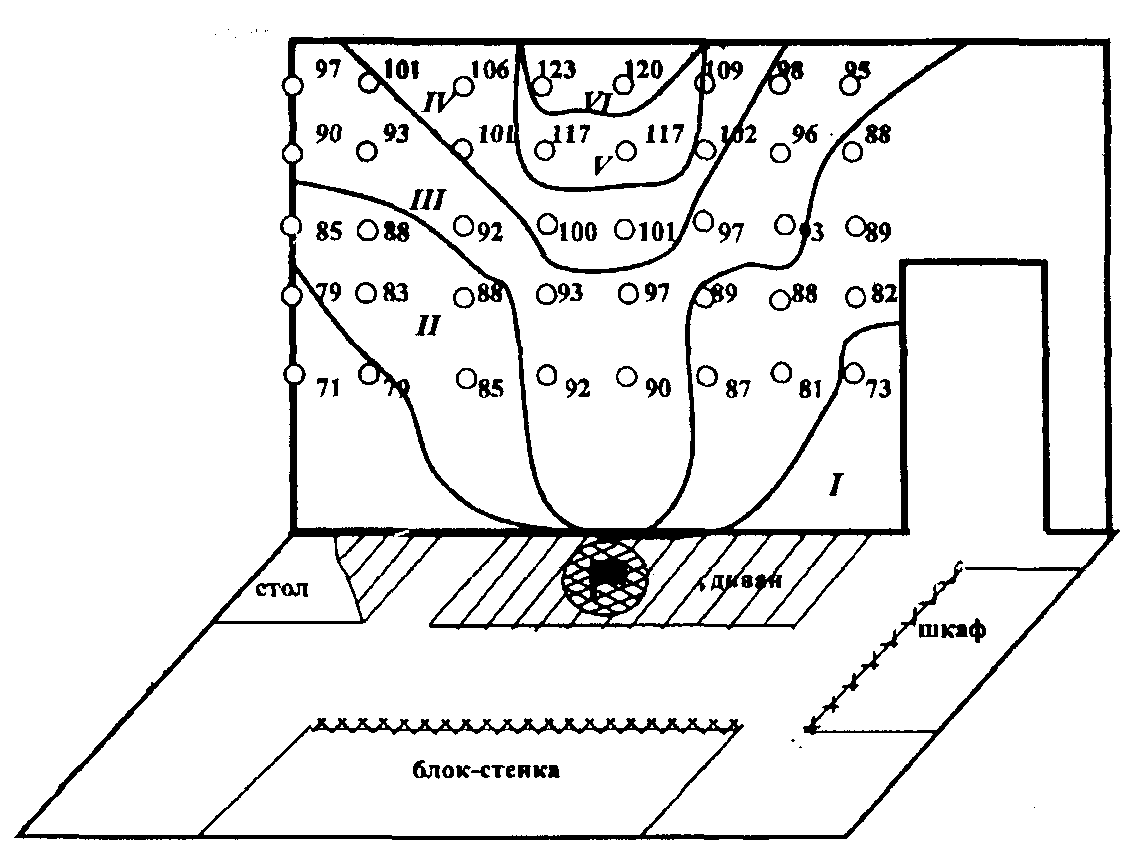 97 101 106 123 120 109 98 95
IV VI
90 93 101 117 117 102 96 88
V
III
85 88 92 100 101 97 93 89
79 83 88 93 97 89 88 82
II
71 79 85 92 90 87 81 73
I
стол диван
шкаф
блок-стенка